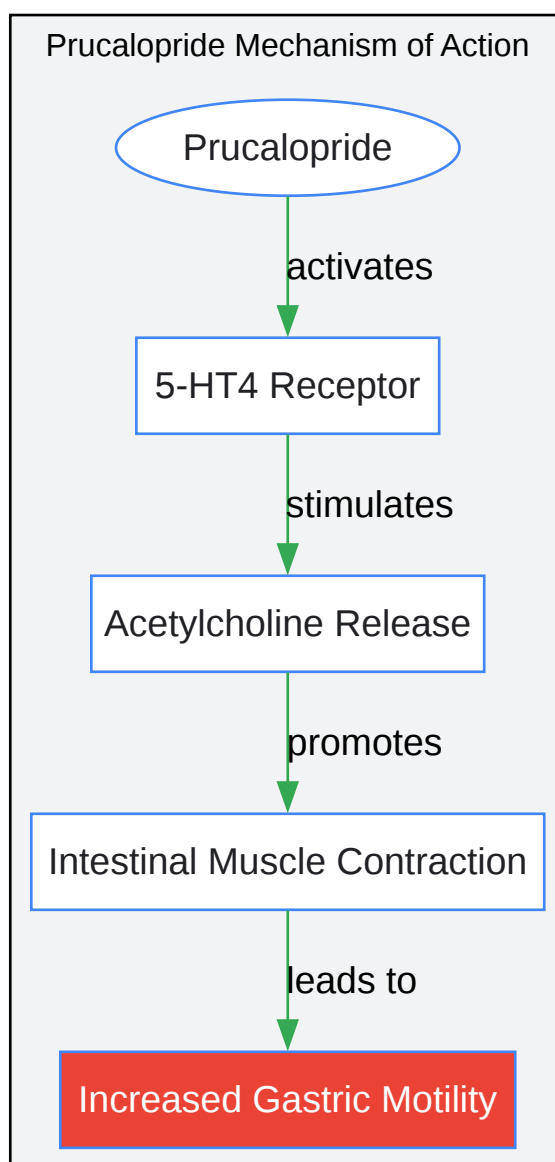 Prucalopride Mechanism of Action
Prucalopride
activates
5-HT4 Receptor
stimulates
Acetylcholine Release
promotes
Intestinal Muscle Contraction
leads to
Increased Gastric Motility